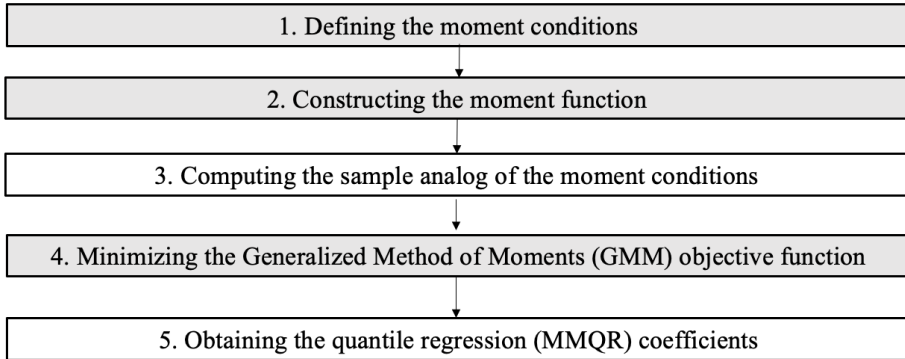 1. Defining the moment conditions
2. Constructing the moment function
3. Computing the sample analog of the moment conditions
4. Minimizing the Generalized Method of Moments (GMM) objective function
5. Obtaining the quantile regression (MMQR) coefficients